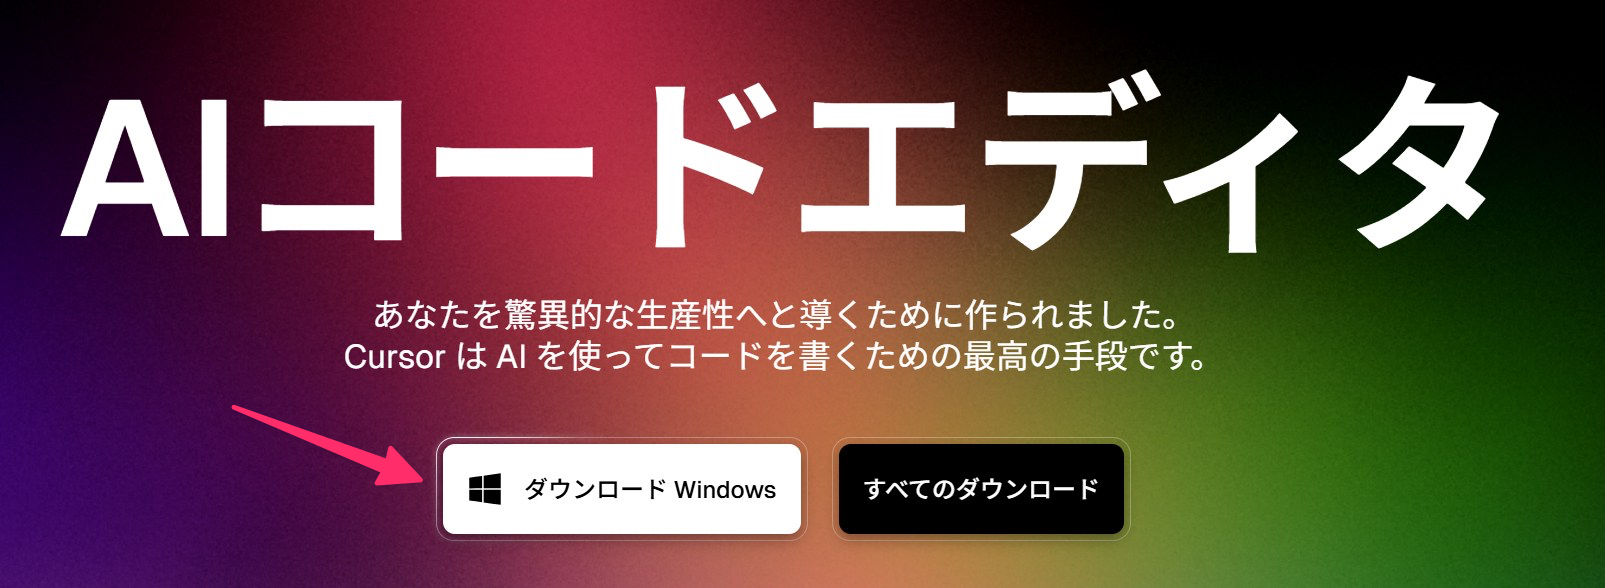 AIコードエディタ
あなたを驚異的な生産性へと導くために作られました。
Cursor は AI を使ってコードを書くための最高の手段です。
ダウンロード Windows
すべてのダウンロード